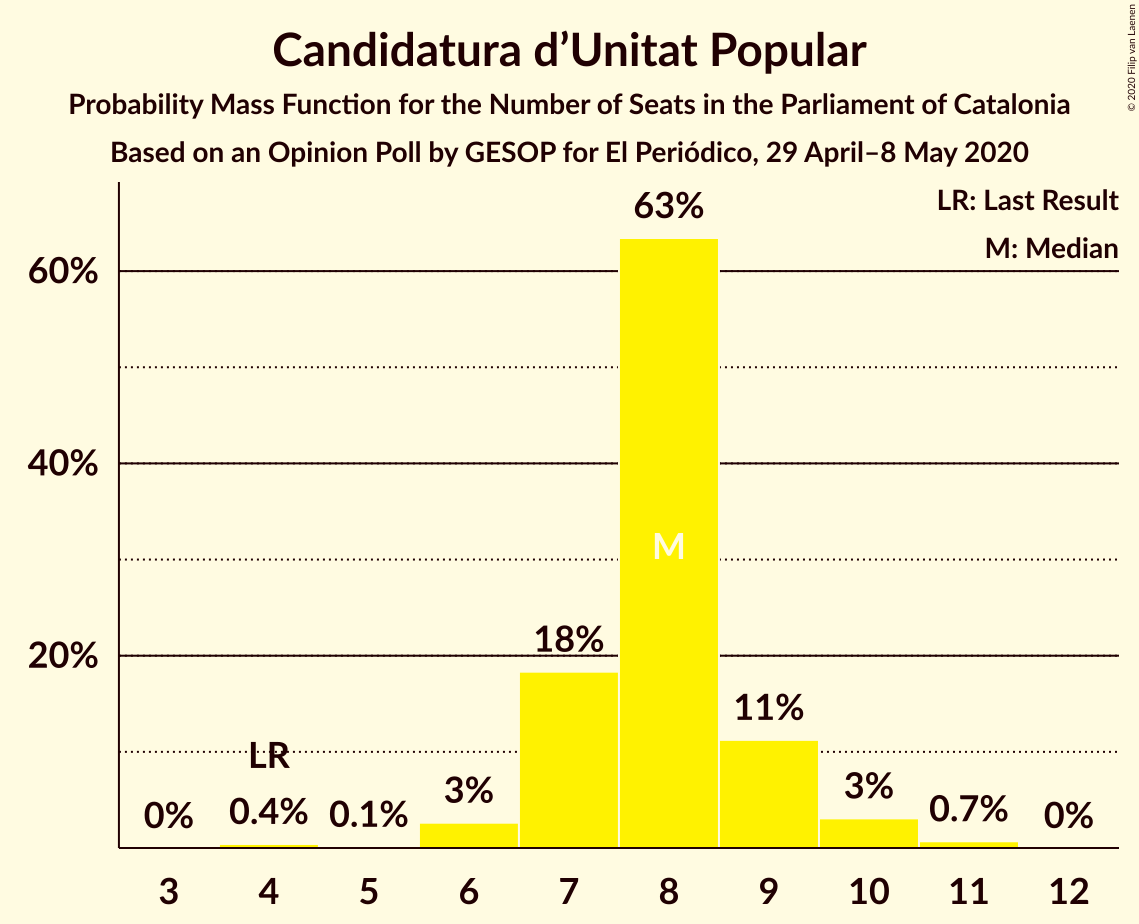 Candidatura d’Unitat Popular
Probability Mass Function for the Number of Seats in the Parliament of Catalonia
Based on an Opinion Poll by GESOP for El Periódico, 29 April–8 May 2020
© 2020 Filip van Laenen
LR: Last Result
M: Median
63%
60%
40%
M
18%
20%
11%
LR
0%
0.4%
0.1%
3%
3%
0.7%
0%
3 4 5 6 7 8 9 10 11 12